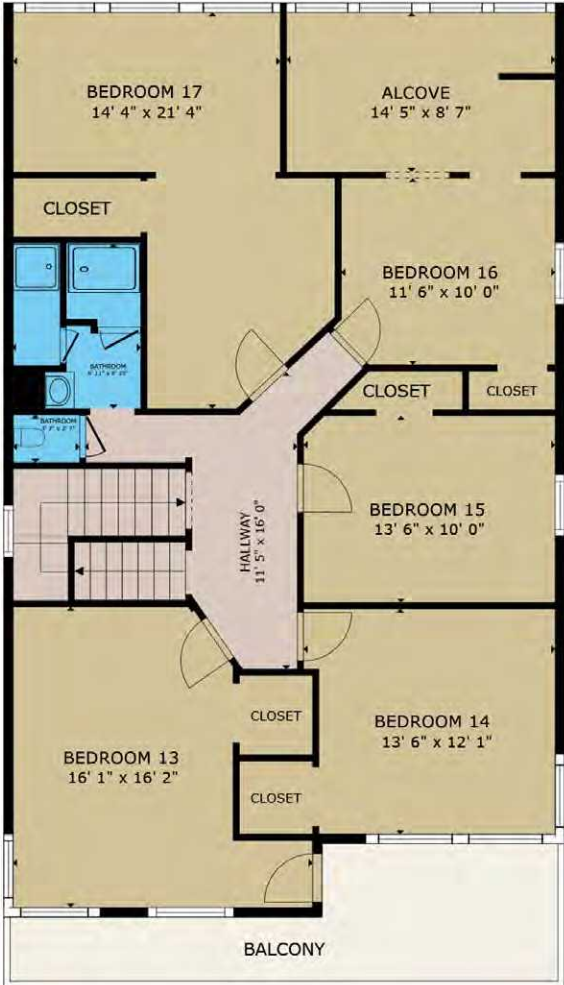 BEDROOM 17
14' 4" x 21' 4"
ALCOVE
14' 5" x 8' 7"
CLOSET
BEDROOM 16
11' 6" x 10' 0"
BATHROOM
CLOSET
CLOSET
BATHROOM
BEDROOM 15
13' 6" x 10' 0"
HALLWAY
11' 5" x 16' 0"
CLOSET
BEDROOM 14
13' 6" x 12' 1"
BEDROOM 13
16' 1" x 16' 2"
CLOSET
BALCONY